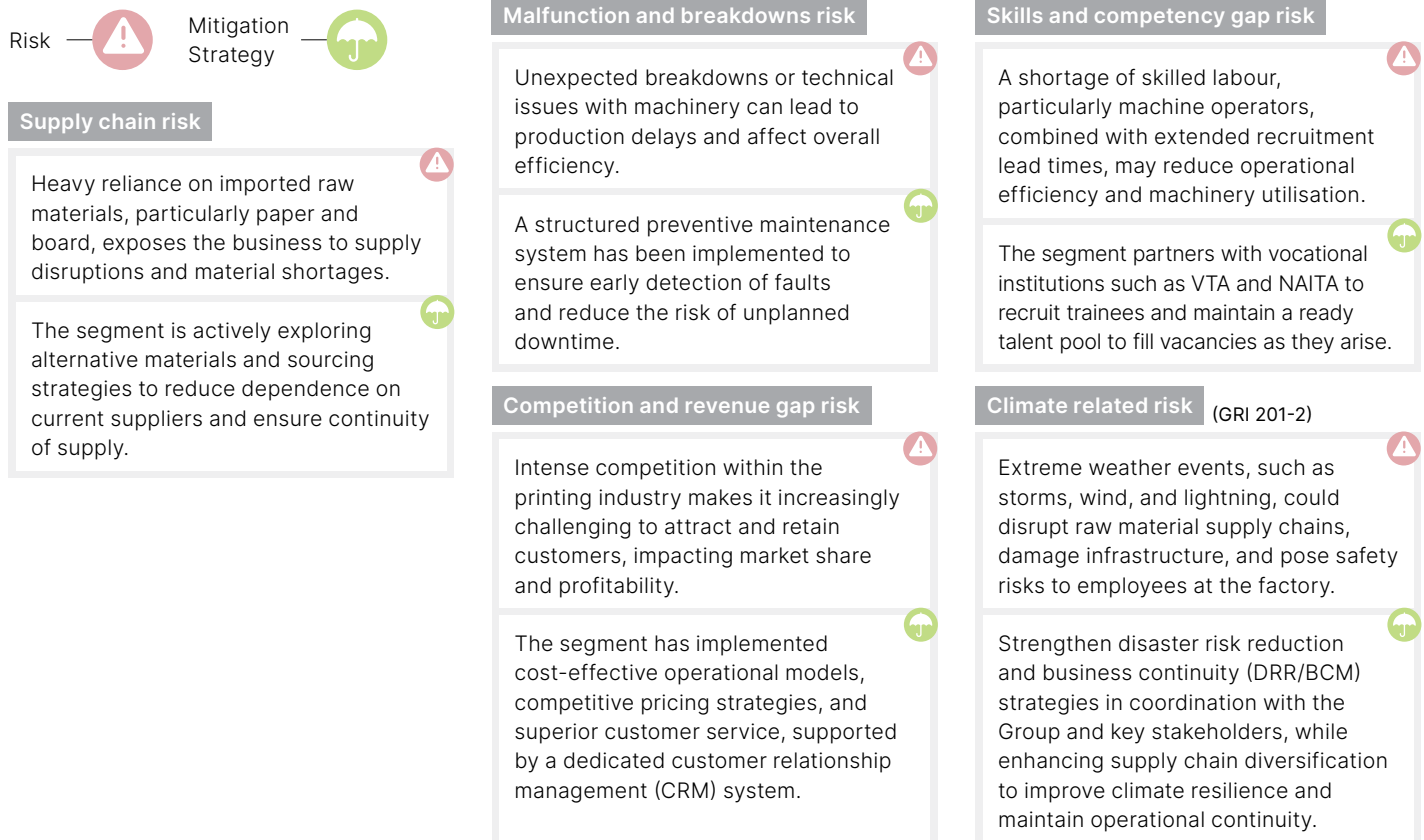 Risk
Mitigation
Strategy
Supply chain risk
Heavy reliance on imported raw
materials, particularly paper and
board, exposes the business to supply
disruptions and material shortages.
The segment is actively exploring
alternative materials and sourcing
strategies to reduce dependence on
current suppliers and ensure continuity
of supply.
Malfunction and breakdowns risk
Unexpected breakdowns or technical
issues with machinery can lead to
production delays and affect overall
efficiency.
A structured preventive maintenance
system has been implemented to
ensure early detection of faults
and reduce the risk of unplanned
downtime.
Competition and revenue gap risk
Intense competition within the
printing industry makes it increasingly
challenging to attract and retain
customers, impacting market share
and profitability.
The segment has implemented
cost-effective operational models,
competitive pricing strategies, and
superior customer service, supported
by a dedicated customer relationship
management (CRM) system.
Skills and competency gap risk
A shortage of skilled labour,
particularly machine operators,
combined with extended recruitment
lead times, may reduce operational
efficiency and machinery utilisation.
The segment partners with vocational
institutions such as VTA and NAITA to
recruit trainees and maintain a ready
talent pool to fill vacancies as they arise.
Climate related risk (GRI 201-2)
Extreme weather events, such as
storms, wind, and lightning, could
disrupt raw material supply chains,
damage infrastructure, and pose safety
risks to employees at the factory.
Strengthen disaster risk reduction
and business continuity (DRR/BCM)
strategies in coordination with the
Group and key stakeholders, while
enhancing supply chain diversification
to improve climate resilience and
maintain operational continuity.